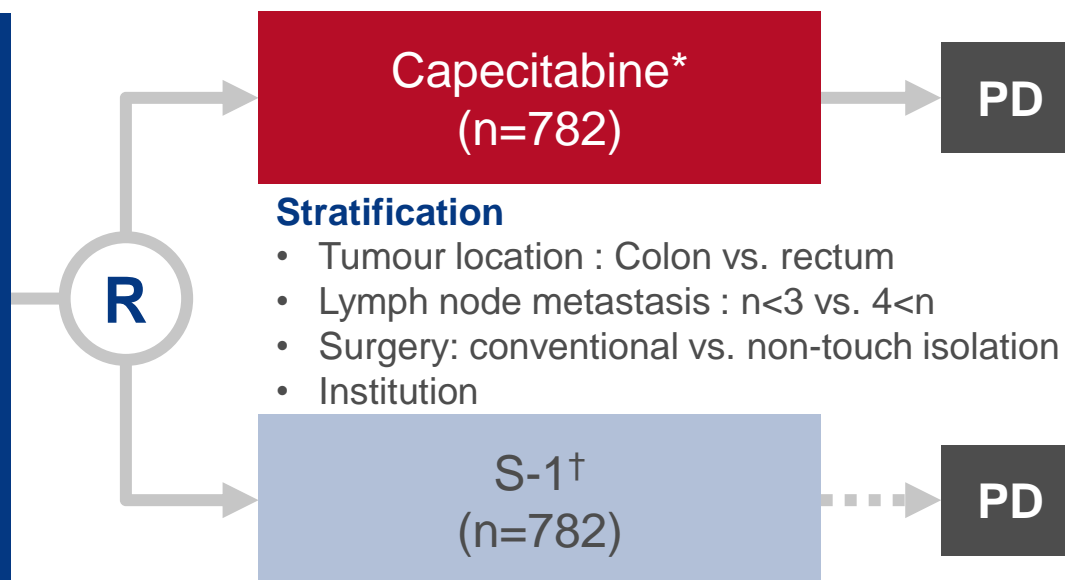 Capecitabine*
(n=782)
PD
Stratification
• Tumour location : Colon vs. rectum
• Lymph node metastasis : n<3 vs. 4<n
• Surgery: conventional vs. non-touch isolation
• Institution
R
S-1†
(n=782)
PD